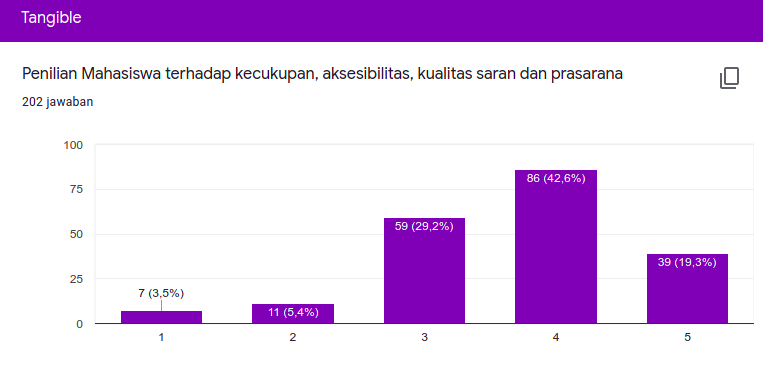 Tangible
Penilian Mahasiswa terhadap kecukupan, aksesibilitas, kualitas saran dan prasarana
202 jawaban
100
75
50
25
0
7 (3,5%)
11 (5,4%)
59 (29,2%)
86 (42,6%)
39 (19,3%)
1 2 3 4 5